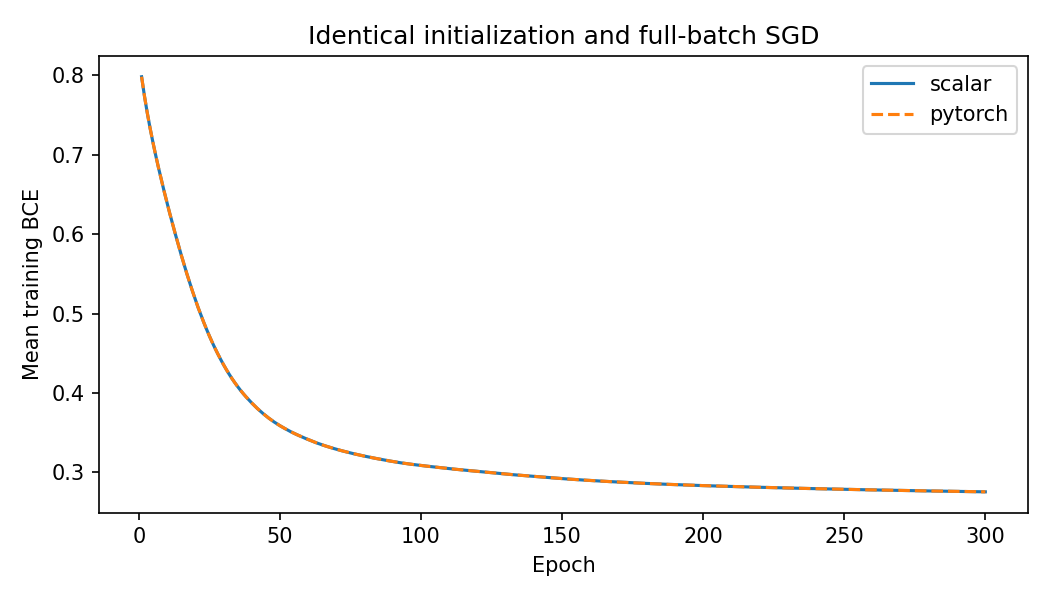 Identical initialization and full-batch SGD
scalar
pytorch
Mean training BCE
0.8
0.7
0.6
0.5
0.4
0.3
0 50 100 150 200 250 300
Epoch